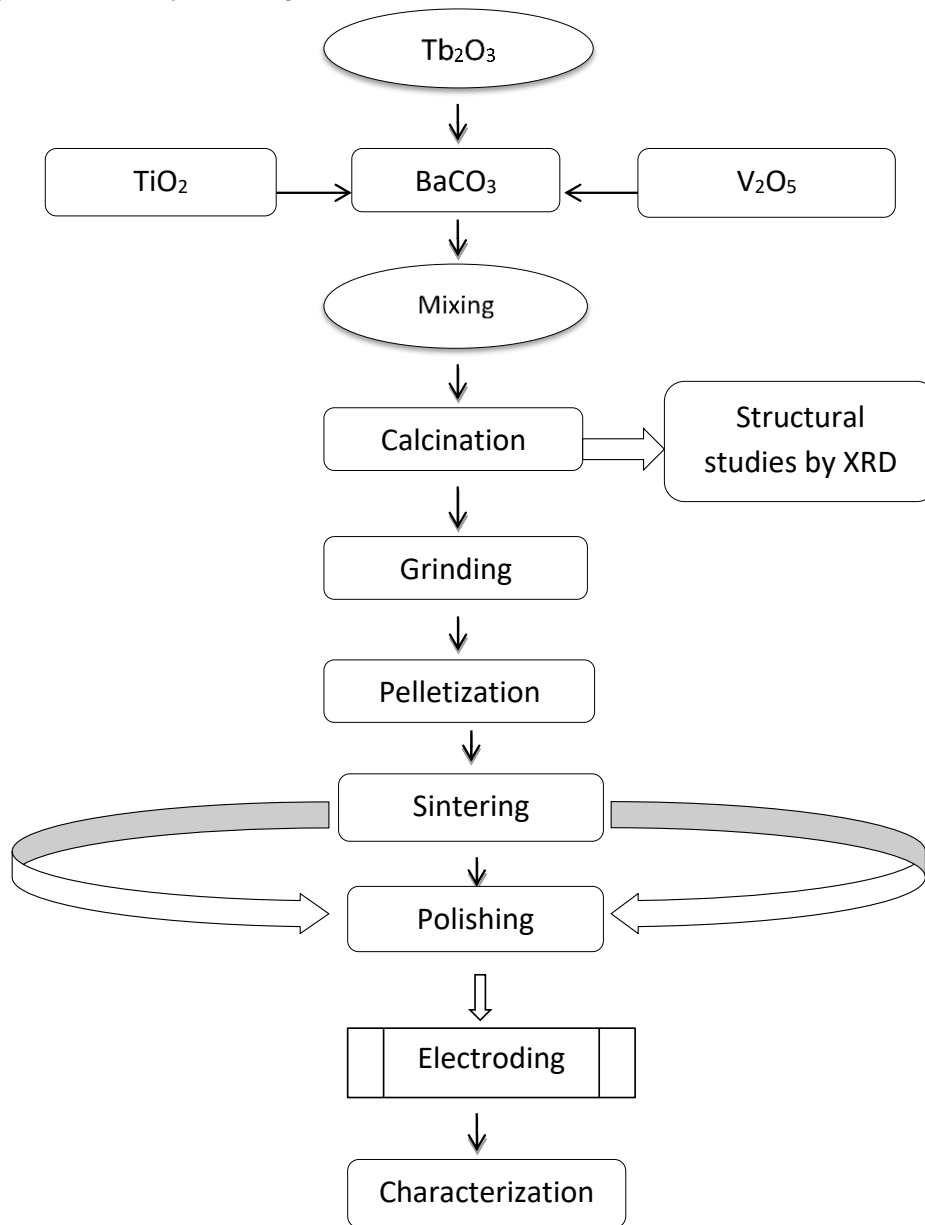 Tb₂O₃
TiO₂
BaCO₃
V₂O₅
Mixing
Calcination
Structural
studies by XRD
Grinding
Pelletization
Sintering
Polishing
Electroding
Characterization